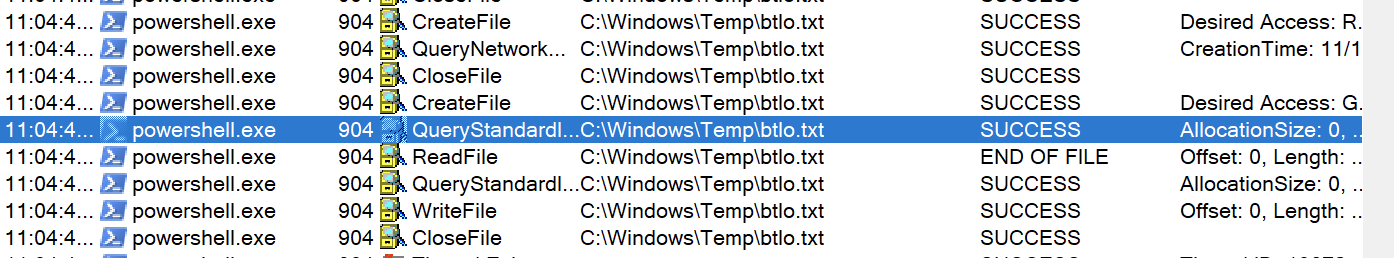 11:04:4... powershell.exe 904 CreateFile C:\Windows\Temp\btlo.txt SUCCESS Desired Access: R.
11:04:4... powershell.exe 904 QueryNetwork... C:\Windows\Temp\btlo.txt SUCCESS CreationTime: 11/1
11:04:4... powershell.exe 904 CloseFile C:\Windows\Temp\btlo.txt SUCCESS
11:04:4... powershell.exe 904 CreateFile C:\Windows\Temp\btlo.txt SUCCESS Desired Access: G.
11:04:4... powershell.exe 904 QueryStandardI... C:\Windows\Temp\btlo.txt SUCCESS AllocationSize: 0, ..
11:04:4... powershell.exe 904 ReadFile C:\Windows\Temp\btlo.txt END OF FILE Offset: 0, Length: ..
11:04:4... powershell.exe 904 QueryStandardI... C:\Windows\Temp\btlo.txt SUCCESS AllocationSize: 0, ..
11:04:4... powershell.exe 904 WriteFile C:\Windows\Temp\btlo.txt SUCCESS Offset: 0, Length: ..
11:04:4... powershell.exe 904 CloseFile C:\Windows\Temp\btlo.txt SUCCESS